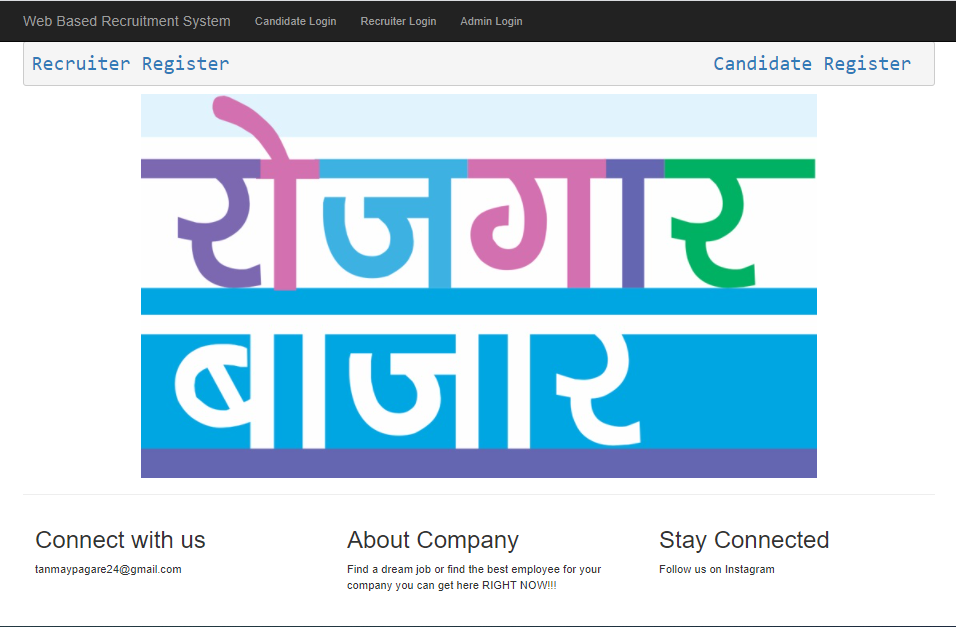 Web Based Recruitment System Candidate Login Recruiter Login Admin Login
Recruiter Register Candidate Register
रोजगार
बाजार
Connect with us
tanmaypagare24@gmail.com
About Company
Find a dream job or find the best employee for your
company you can get here RIGHT NOW!!!
Stay Connected
Follow us on Instagram